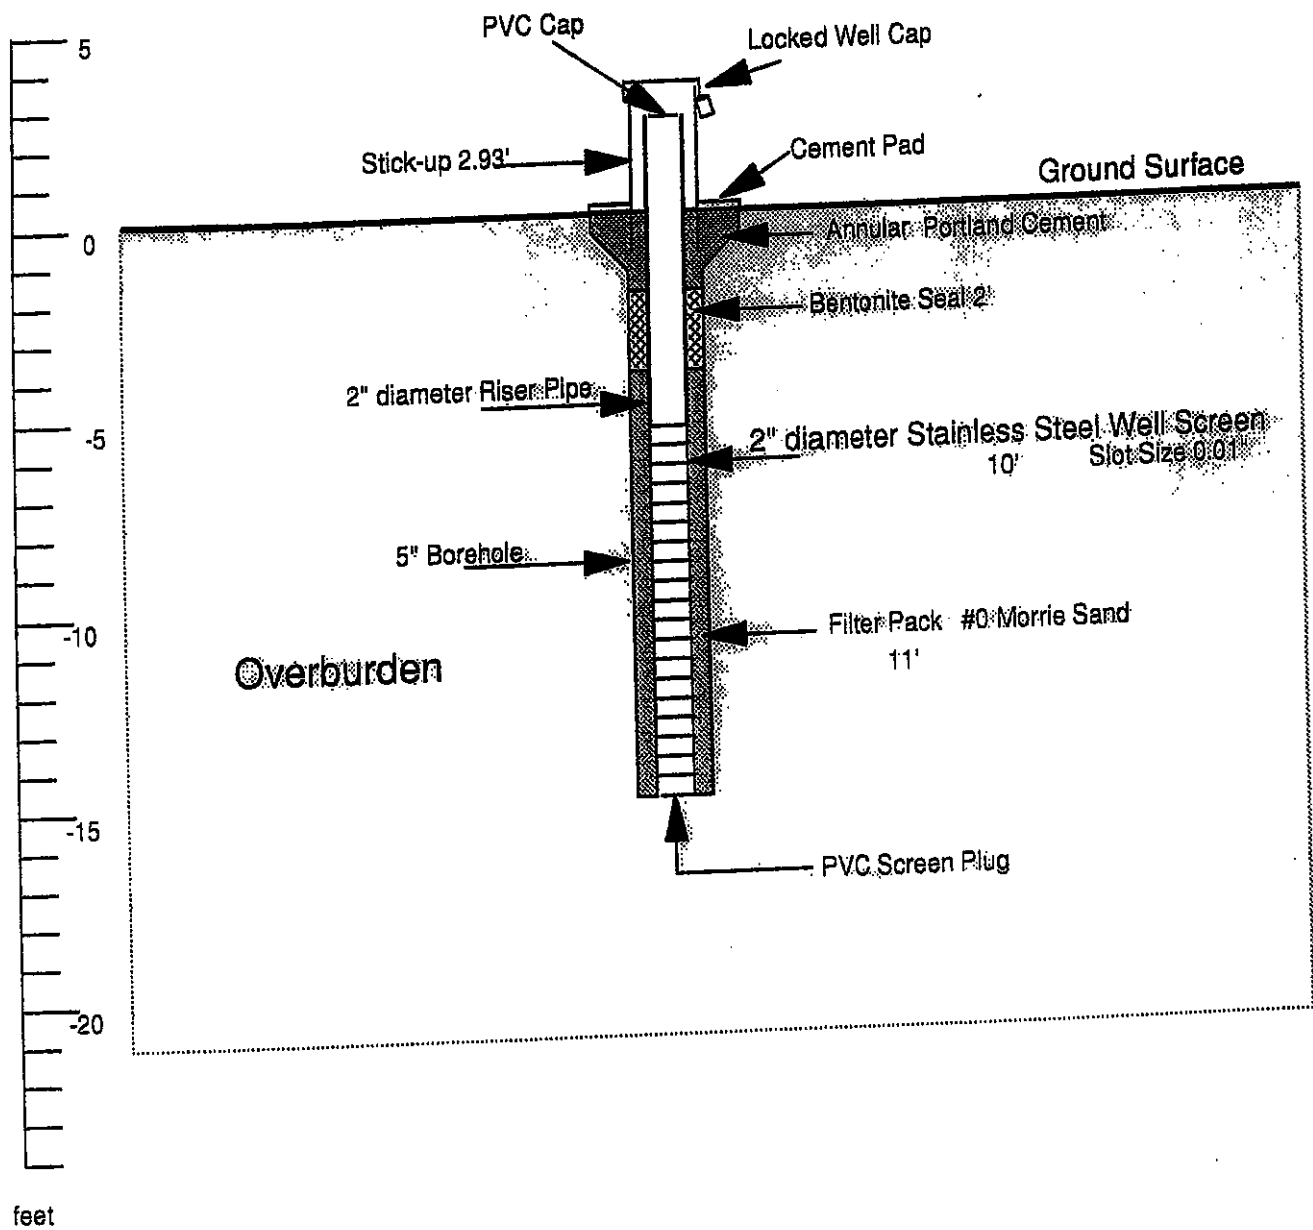 PVC Cap
Locked Well Cap
5
Stick-up 2.93'
Cement Pad
Ground Surface
0
Annular Portland Cement
Bentonite Seal 2'
2" diameter Riser Pipe
-5
2" diameter Stainless Steel Well Screen
10' Slot Size 0.01"
5" Borehole
-10
Filter Pack #0 Morrie Sand
11'
Overburden
-15
PVC Screen Plug
-20
feet